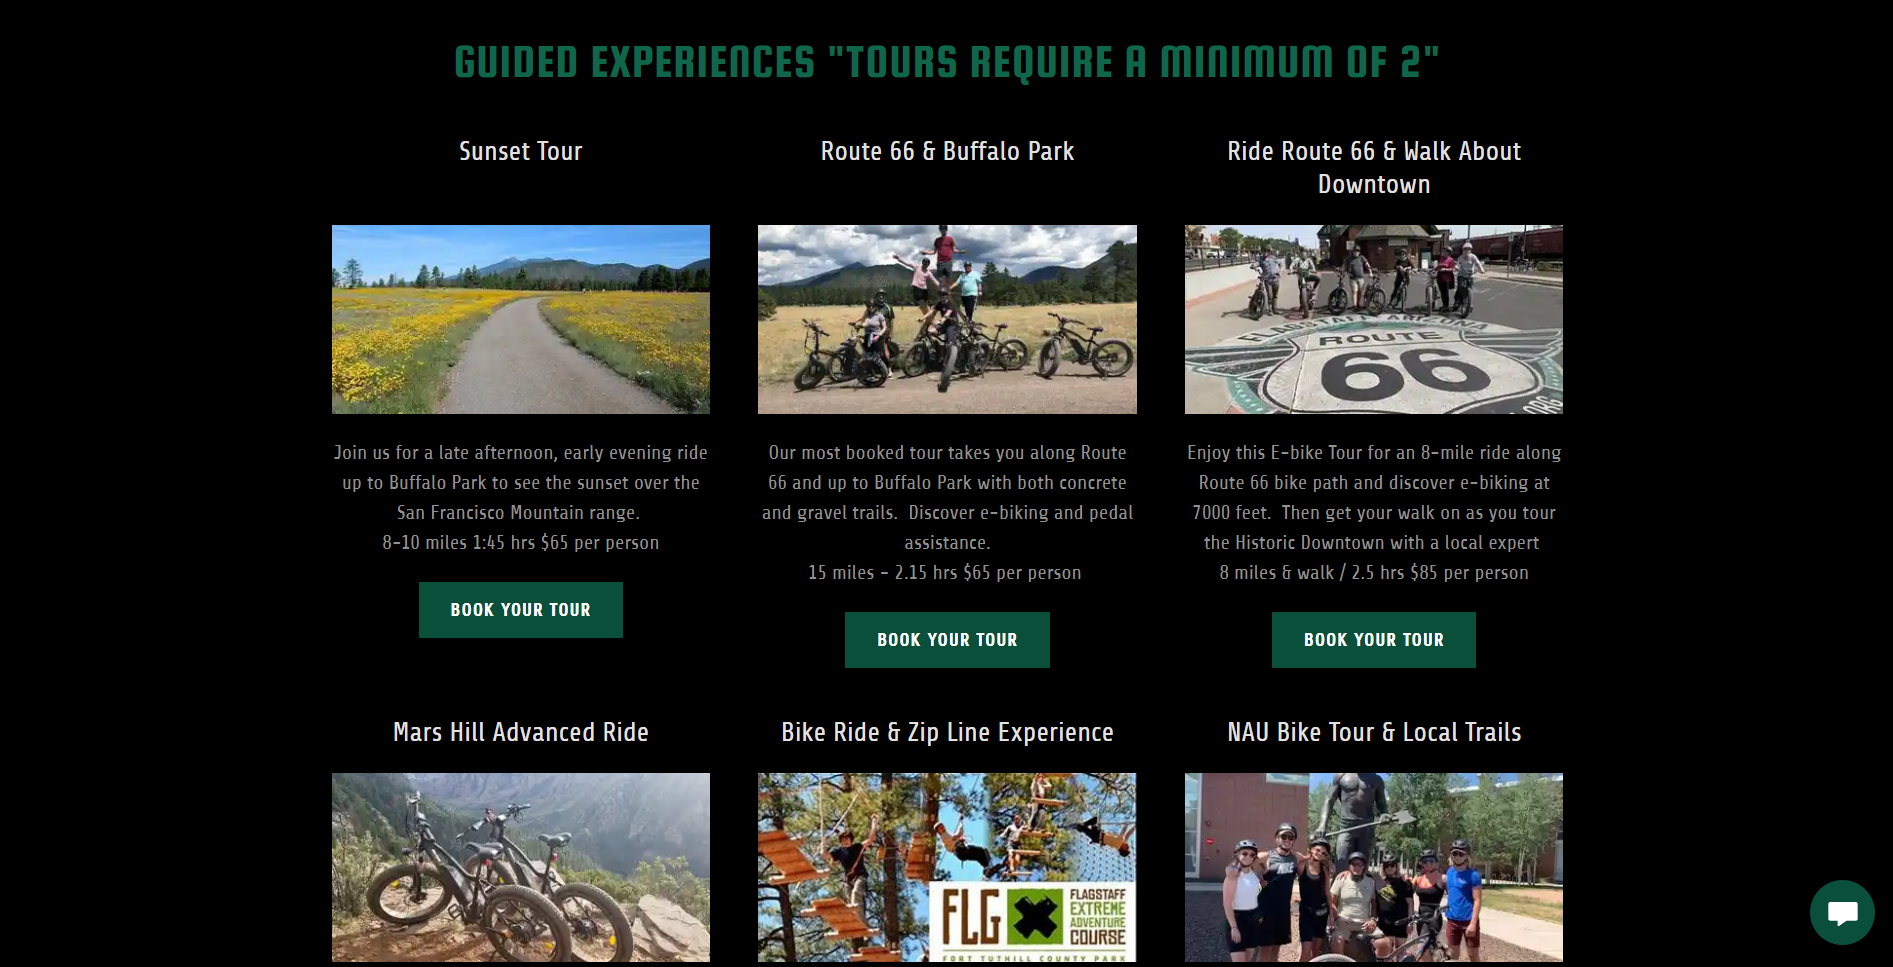 GUIDED EXPERIENCES "TOURS REQUIRE A MINIMUM OF 2"
Sunset Tour
Join us for a late afternoon, early evening ride
up to Buffalo Park to see the sunset over the
San Francisco Mountain range.
8-10 miles 1:45 hrs $65 per person
BOOK YOUR TOUR
Route 66 & Buffalo Park
Our most booked tour takes you along Route
66 and up to Buffalo Park with both concrete
and gravel trails.  Discover e-biking and pedal
assistance.
15 miles - 2.15 hrs $65 per person
BOOK YOUR TOUR
Ride Route 66 & Walk About
Downtown
FLAGSTAFF ARIZONA
ROUTE
66
.ORG
Enjoy this E-bike Tour for an 8-mile ride along
Route 66 bike path and discover e-biking at
7000 feet.  Then get your walk on as you tour
the Historic Downtown with a local expert
8 miles & walk / 2.5 hrs $85 per person
BOOK YOUR TOUR
Mars Hill Advanced Ride
Bike Ride & Zip Line Experience
FLG
FLAGSTAFF
EXTREME
ADVENTURE
COURSE
FORT TUTHILL COUNTY PARK
NAU Bike Tour & Local Trails